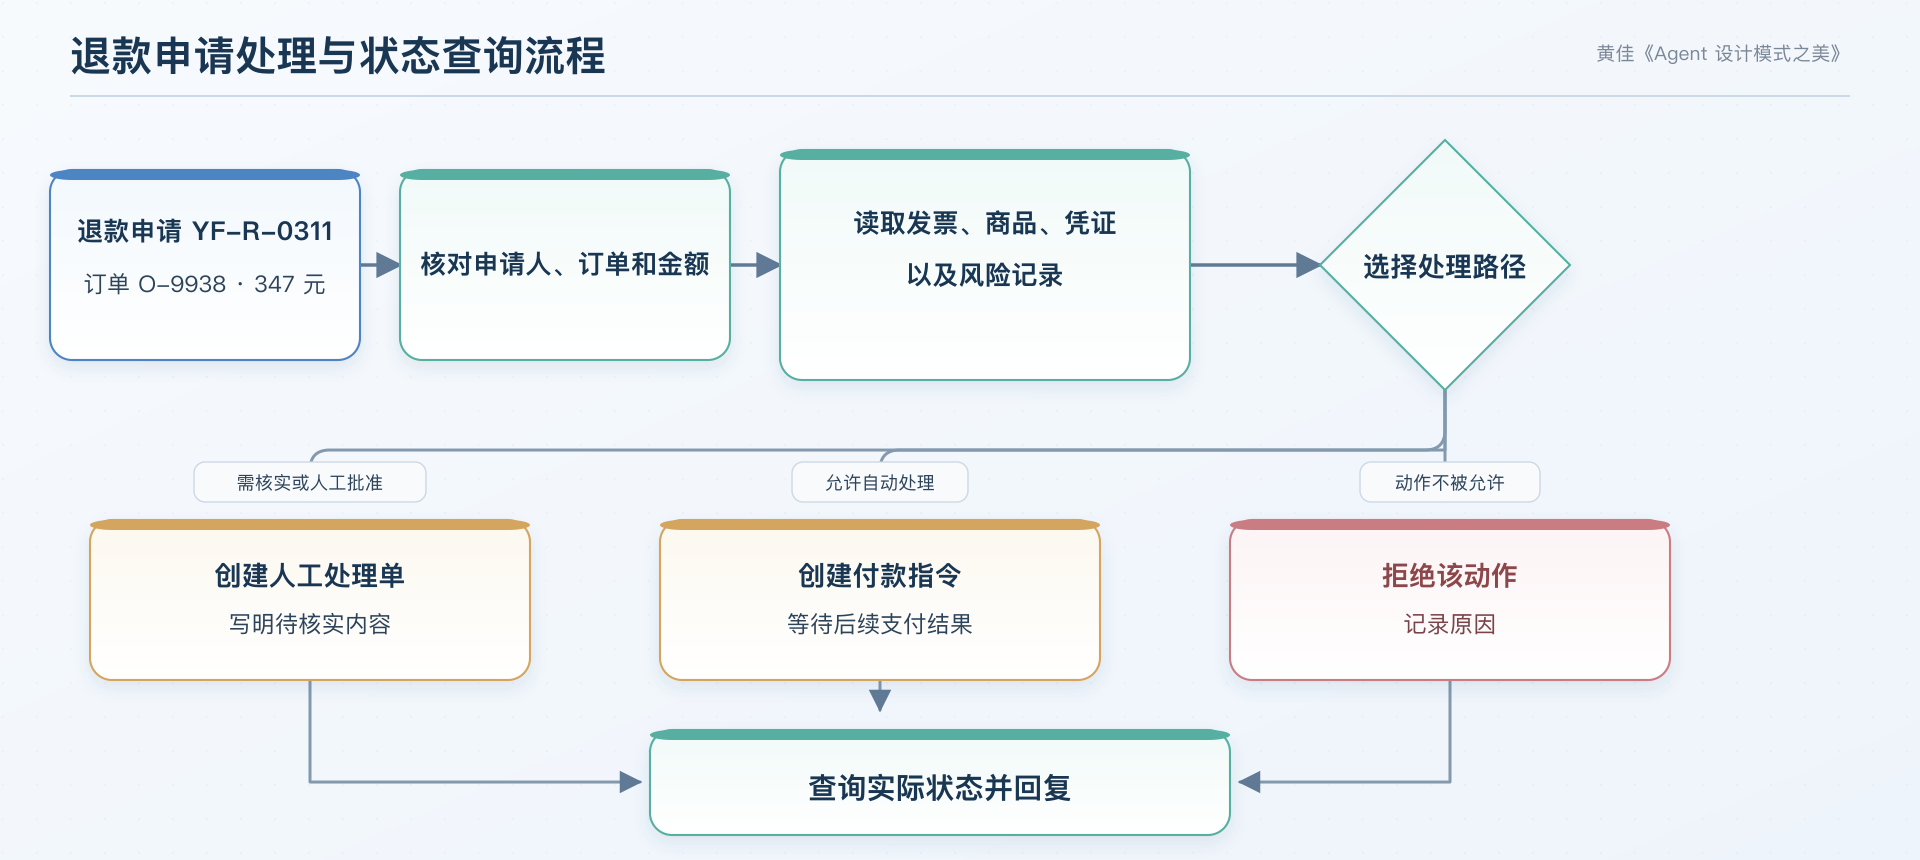 退款申请处理与状态查询流程
黄佳《Agent 设计模式之美》
退款申请 YF–R–0311
订单 O–9938 · 347 元
核对申请人、订单和金额
读取发票、商品、凭证
以及风险记录
选择处理路径
需核实或人工批准
允许自动处理
动作不被允许
创建人工处理单
写明待核实内容
创建付款指令
等待后续支付结果
拒绝该动作
记录原因
查询实际状态并回复